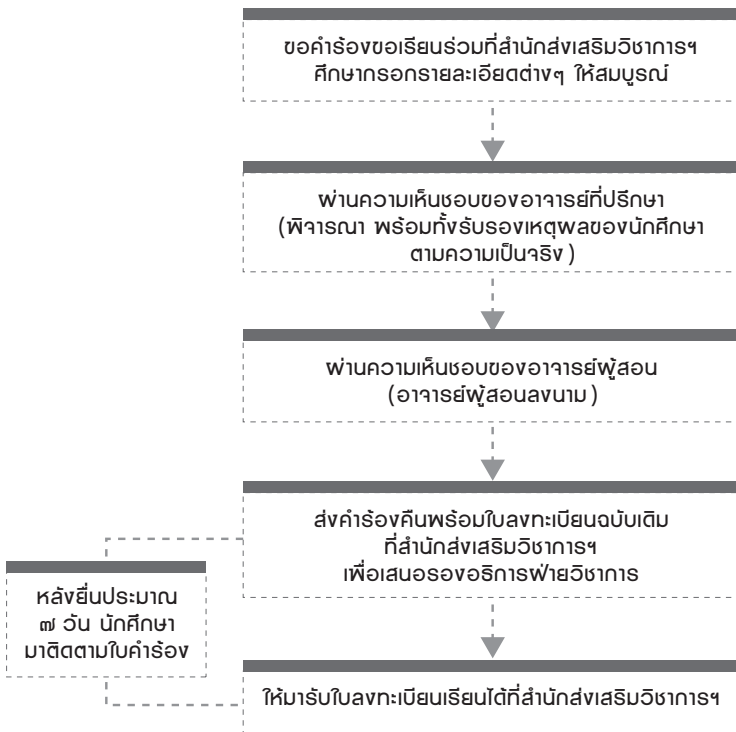 ขอคำร้องขอเรียนร่วมที่สำนักส่งเสริมวิชาการฯ
ศึกษากรอกรายละเอียดต่างๆ ให้สมบูรณ์
ผ่านความเห็นชอบของอาจารย์ที่ปรึกษา
(พิจารณา พร้อมทั้งรับรองเหตุผลของนักศึกษา
ตามความเป็นจริง)
ผ่านความเห็นชอบของอาจารย์ผู้สอน
(อาจารย์ผู้สอนลงนาม)
ส่งคำร้องคืนพร้อมใบลงทะเบียนฉบับเดิม
ที่สำนักส่งเสริมวิชาการฯ
เพื่อเสนอรองอธิการฝ่ายวิชาการ
หลังยื่นประมาณ
๗ วัน นักศึกษา
มาติดตามใบคำร้อง
ให้มารับใบลงทะเบียนเรียนได้ที่สำนักส่งเสริมวิชาการฯ